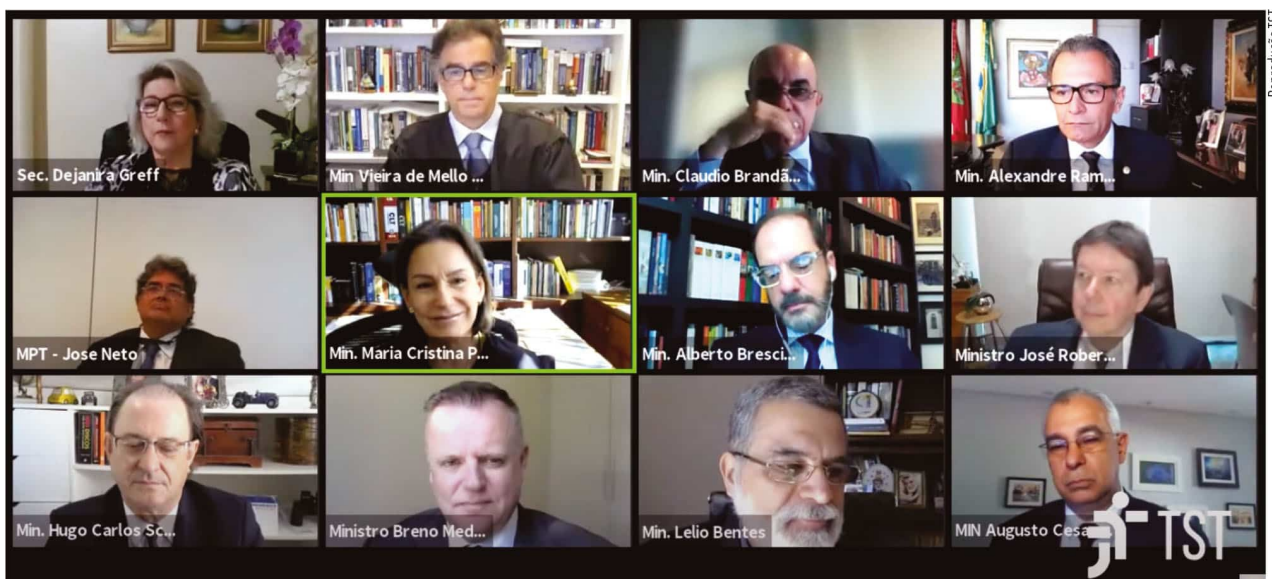 Reprodução TST
Sec. Dejanira Greff
Min Vieira de Mello ...
Min. Claudio Brandã...
Min. Alexandre Ram...
MPT - Jose Neto
Min. Maria Cristina P...
Min. Alberto Bresci...
Ministro José Rober...
Min. Hugo Carlos Sc...
Ministro Breno Med...
Min. Lelio Bentes
MIN Augusto Cesa
TST